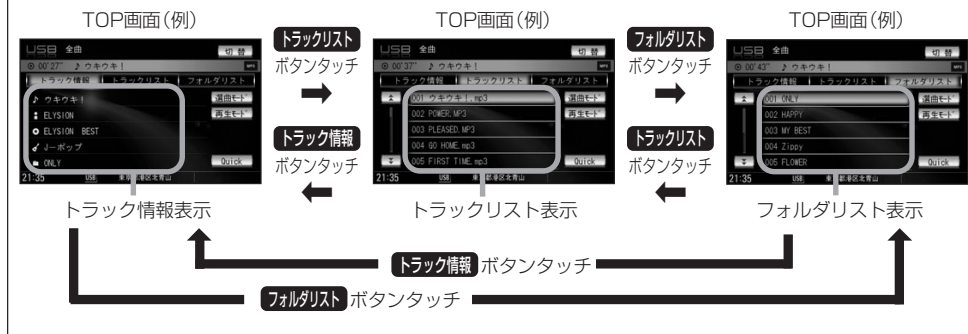 TOP画面(例)
USB 全曲
切替
00'27" ♪ ウキウキ!
MP3
トラック情報 トラックリスト フォルダリスト
♪ ウキウキ!
ELYSION
ELYSION BEST
J-ポップ
ONLY
選曲モード
再生モード
Quick
21:35 USB 東京都港区北青山
トラック情報表示
トラックリスト
ボタンタッチ
トラック情報
ボタンタッチ
TOP画面(例)
USB 全曲
切替
00'37" ♪ ウキウキ!
MP3
トラック情報 トラックリスト フォルダリスト
001 ウキウキ!.mp3
002 POWER.MP3
003 PLEASED.MP3
004 GO HOME.mp3
005 FIRST TIME.mp3
選曲モード
再生モード
Quick
21:35 USB 東京都港区北青山
トラックリスト表示
フォルダリスト
ボタンタッチ
トラックリスト
ボタンタッチ
TOP画面(例)
USB 全曲
切替
00'43" ♪ ウキウキ!
MP3
トラック情報 トラックリスト フォルダリスト
001 ONLY
002 HAPPY
003 MY BEST
004 Zippy
005 FLOWER
選曲モード
再生モード
Quick
21:35 USB 東京都港区北青山
フォルダリスト表示
トラック情報 ボタンタッチ
フォルダリスト ボタンタッチ